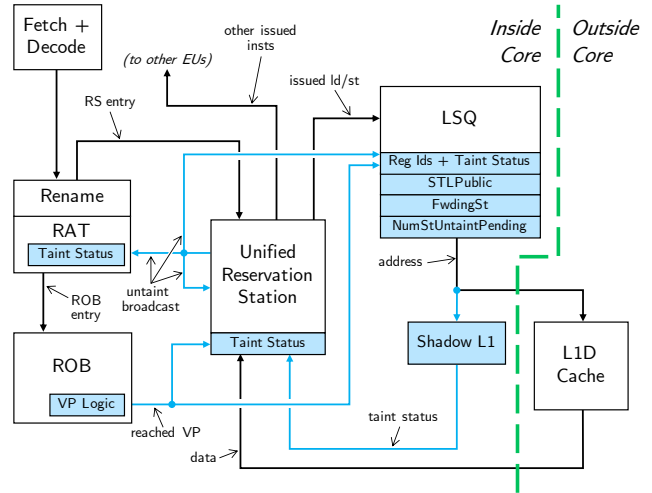 Fetch +
Decode
other issued
insts
(to other EUs)
Inside
Core
Outside
Core
RS entry
issued ld/st
LSQ
Reg Ids + Taint Status
STLPublic
FwdingSt
NumStUntaintPending
Rename
RAT
Taint Status
untaint
broadcast
Unified
Reservation
Station
Taint Status
address
ROB
entry
ROB
VP Logic
Shadow L1
L1D
Cache
reached VP
data
taint status